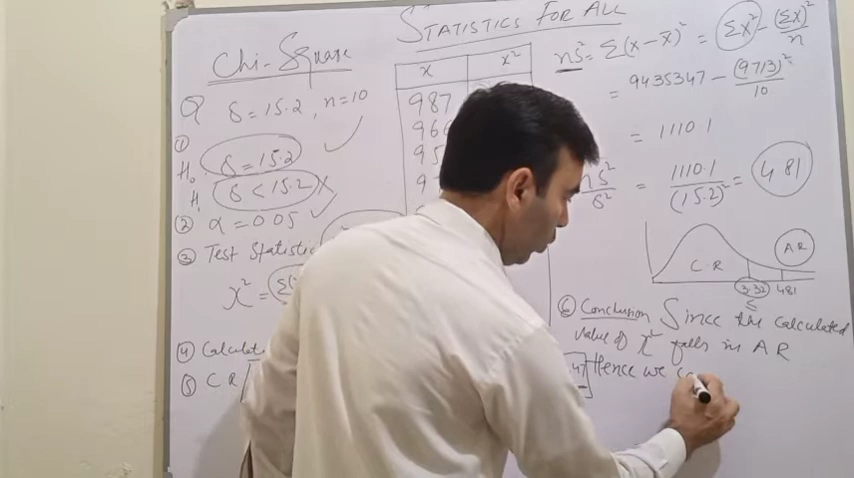 STATISTICS FOR ALL
Chi-Square
Q δ = 15.2, n = 10
①
H₀ δ = 15.2
H₁ δ < 15.2
② α = 0.05
③ Test Statistic
χ² =
④ Calculat
⑤ C R
x x²
987
95
ns² = Σ(x - x̄)² = Σx² - (Σx)²/n
= 9435347 - (9713)²/10
= 1110.1
ns²/δ² = 1110.1/(15.2)² = 4.81
C.R A.R
3.32 4.81
≤
⑥ Conclusion Since the calculated
value of χ² falls in AR
Hence we